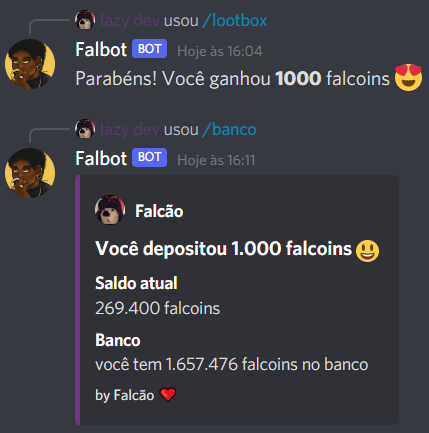 lazy dev usou /lootbox
Falbot BOT Hoje às 16:04
Parabéns! Você ganhou 1000 falcoins 😍
lazy dev usou /banco
Falbot BOT Hoje às 16:11
Falcão
Você depositou 1.000 falcoins 😃
Saldo atual
269.400 falcoins
Banco
você tem 1.657.476 falcoins no banco
by Falcão ❤️